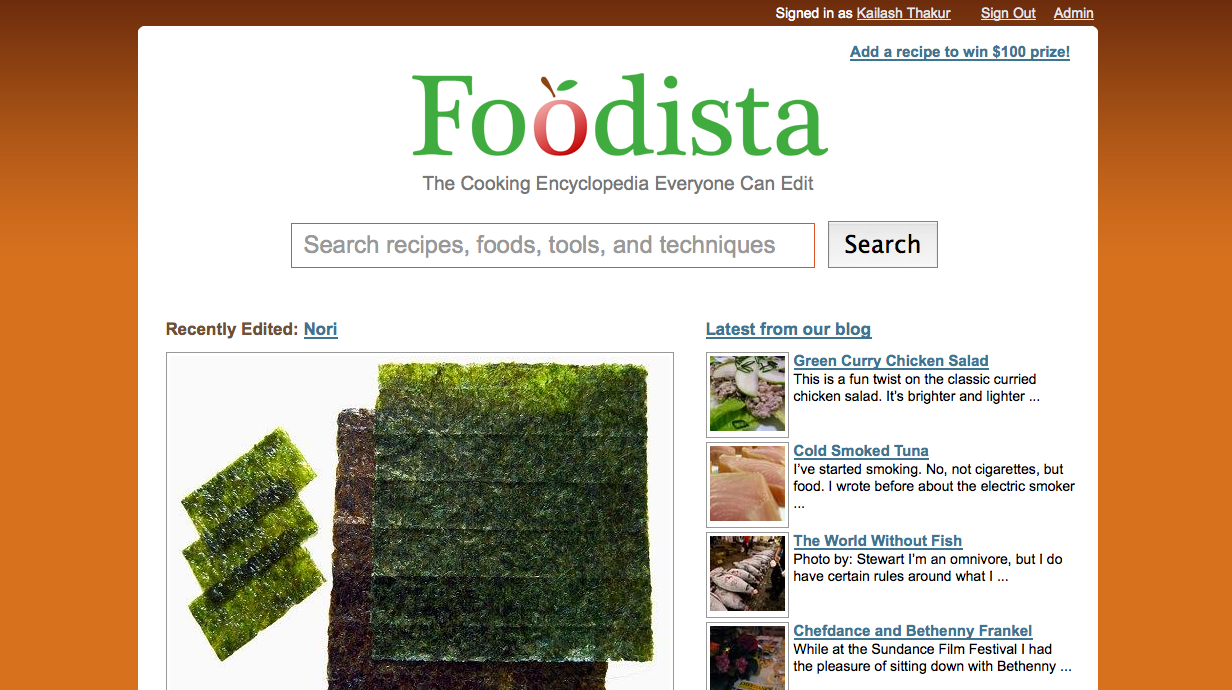 Signed in as Kailash Thakur Sign Out Admin
Add a recipe to win $100 prize!
Foodista
The Cooking Encyclopedia Everyone Can Edit
Search recipes, foods, tools, and techniques
Search
Recently Edited: Nori
Latest from our blog
Green Curry Chicken Salad
This is a fun twist on the classic curried
chicken salad. It's brighter and lighter ...
Cold Smoked Tuna
I've started smoking. No, not cigarettes, but
food. I wrote before about the electric smoker
...
The World Without Fish
Photo by: Stewart I'm an omnivore, but I do
have certain rules around what I ...
Chefdance and Bethenny Frankel
While at the Sundance Film Festival I had
the pleasure of sitting down with Bethenny ...